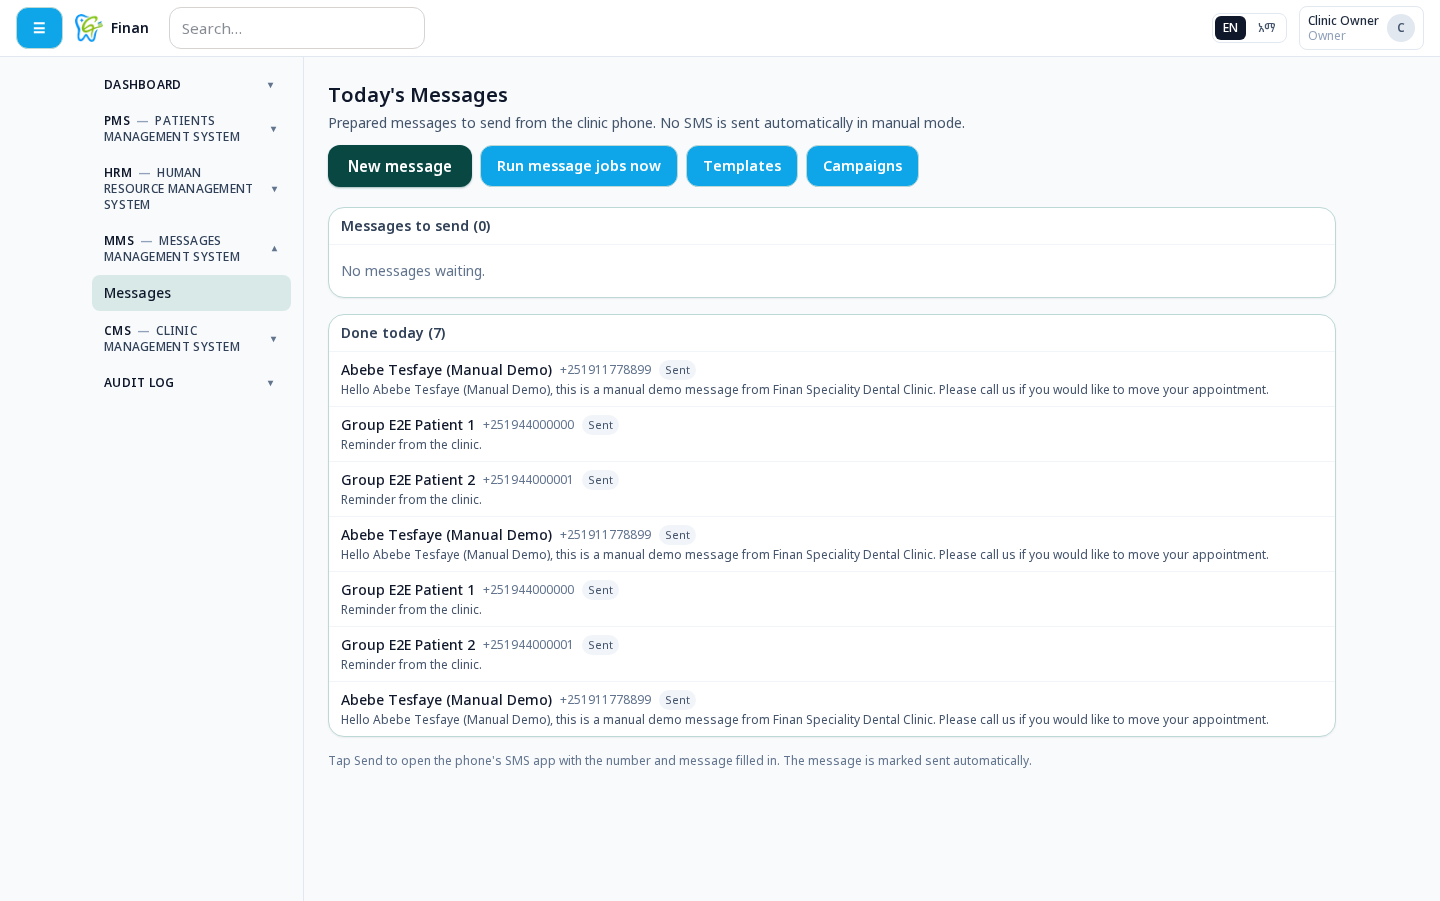 ☰
Finan
Search...
EN
አማ
Clinic Owner
Owner
C
DASHBOARD ▾
PMS — PATIENTS
MANAGEMENT SYSTEM ▾
HRM — HUMAN
RESOURCE MANAGEMENT
SYSTEM ▾
MMS — MESSAGES
MANAGEMENT SYSTEM ▴
Messages
CMS — CLINIC
MANAGEMENT SYSTEM ▾
AUDIT LOG ▾
Today's Messages
Prepared messages to send from the clinic phone. No SMS is sent automatically in manual mode.
New message
Run message jobs now
Templates
Campaigns
Messages to send (0)
No messages waiting.
Done today (7)
Abebe Tesfaye (Manual Demo) +251911778899 Sent
Hello Abebe Tesfaye (Manual Demo), this is a manual demo message from Finan Speciality Dental Clinic. Please call us if you would like to move your appointment.
Group E2E Patient 1 +251944000000 Sent
Reminder from the clinic.
Group E2E Patient 2 +251944000001 Sent
Reminder from the clinic.
Abebe Tesfaye (Manual Demo) +251911778899 Sent
Hello Abebe Tesfaye (Manual Demo), this is a manual demo message from Finan Speciality Dental Clinic. Please call us if you would like to move your appointment.
Group E2E Patient 1 +251944000000 Sent
Reminder from the clinic.
Group E2E Patient 2 +251944000001 Sent
Reminder from the clinic.
Abebe Tesfaye (Manual Demo) +251911778899 Sent
Hello Abebe Tesfaye (Manual Demo), this is a manual demo message from Finan Speciality Dental Clinic. Please call us if you would like to move your appointment.
Tap Send to open the phone's SMS app with the number and message filled in. The message is marked sent automatically.